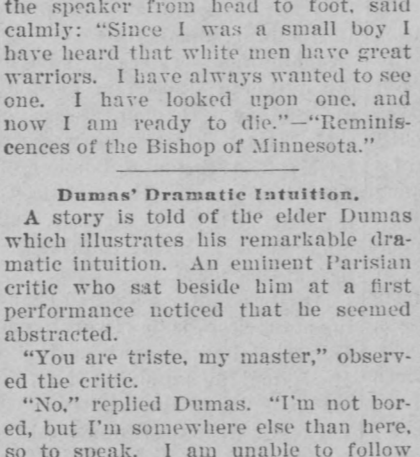 the speaker from head to foot, said
calmly: "Since I was a small boy I
have heard that white men have great
warriors. I have always wanted to see
one. I have looked upon one, and
now I am ready to die."—"Reminis-
cences of the Bishop of Minnesota."
Dumas' Dramatic Intuition.
A story is told of the elder Dumas
which illustrates his remarkable dra-
matic intuition. An eminent Parisian
critic who sat beside him at a first
performance noticed that he seemed
abstracted.
"You are triste, my master," observ-
ed the critic.
"No," replied Dumas. "I'm not bor-
ed, but I'm somewhere else than here,
so to speak. I am unable to follow